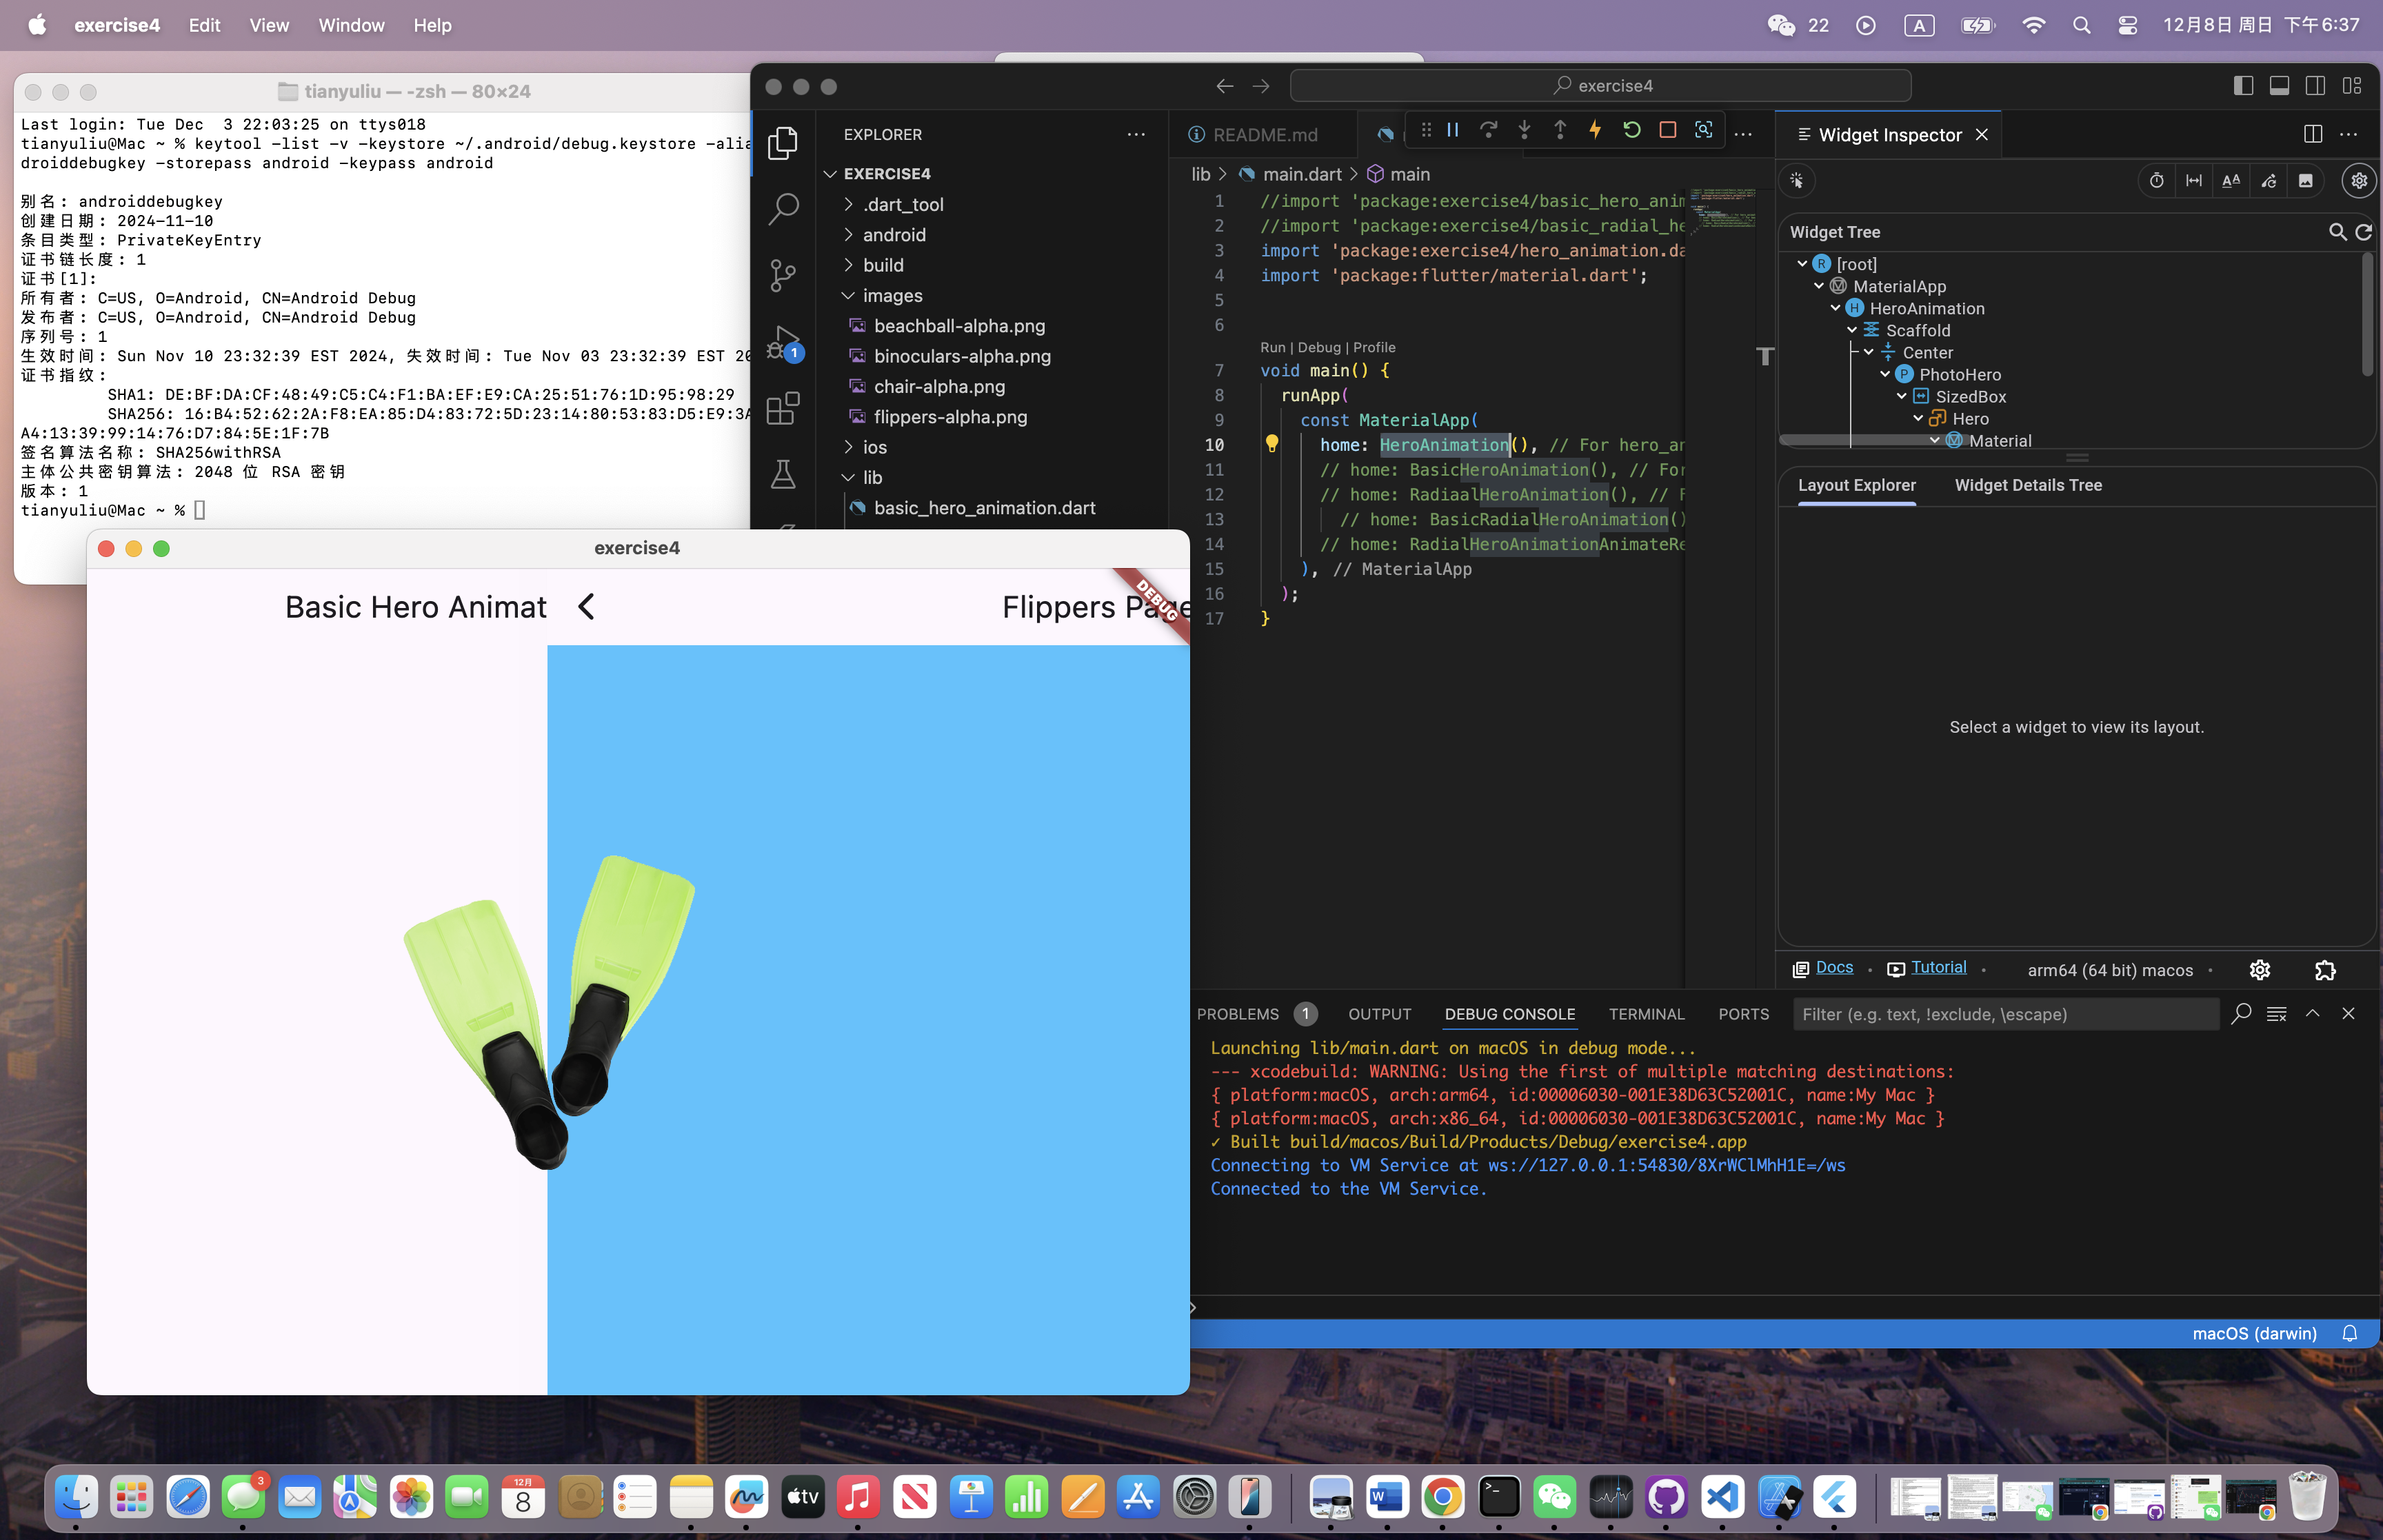 exercise4 Edit View Window Help
22
A
12月8日 周日 下午6:37
tianyuliu — -zsh — 80×24
Last login: Tue Dec  3 22:03:25 on ttys018
tianyuliu@Mac ~ % keytool -list -v -keystore ~/.android/debug.keystore -alia
droiddebugkey -storepass android -keypass android
别名: androiddebugkey
创建日期: 2024-11-10
条目类型: PrivateKeyEntry
证书链长度: 1
证书[1]:
所有者: C=US, O=Android, CN=Android Debug
发布者: C=US, O=Android, CN=Android Debug
序列号: 1
生效时间: Sun Nov 10 23:32:39 EST 2024, 失效时间: Tue Nov 03 23:32:39 EST 20
证书指纹:
SHA1: DE:BF:DA:CF:48:49:C5:C4:F1:BA:EF:E9:CA:25:51:76:1D:95:98:29
SHA256: 16:B4:52:62:2A:F8:EA:85:D4:83:72:5D:23:14:80:53:83:D5:E9:3A
A4:13:39:99:14:76:D7:84:5E:1F:7B
签名算法名称: SHA256withRSA
主体公共密钥算法: 2048 位 RSA 密钥
版本: 1
tianyuliu@Mac ~ %
exercise4
EXPLORER
EXERCISE4
.dart_tool
android
build
images
beachball-alpha.png
binoculars-alpha.png
chair-alpha.png
flippers-alpha.png
ios
lib
basic_hero_animation.dart
1
README.md
lib > main.dart > main
1 //import 'package:exercise4/basic_hero_anim
2 //import 'package:exercise4/basic_radial_he
3 import 'package:exercise4/hero_animation.da
4 import 'package:flutter/material.dart';
5
6
Run | Debug | Profile
7 void main() {
8 runApp(
9 const MaterialApp(
10 home: HeroAnimation(), // For hero_an
11 // home: BasicHeroAnimation(), // For
12 // home: RadiaalHeroAnimation(), // F
13 // home: BasicRadialHeroAnimation()
14 // home: RadialHeroAnimationAnimateRe
15 ), // MaterialApp
16 );
17 }
Widget Inspector
Widget Tree
[root]
MaterialApp
HeroAnimation
Scaffold
Center
PhotoHero
SizedBox
Hero
Material
Layout Explorer Widget Details Tree
Select a widget to view its layout.
Docs Tutorial arm64 (64 bit) macos
PROBLEMS 1 OUTPUT DEBUG CONSOLE TERMINAL PORTS
Filter (e.g. text, !exclude, \escape)
Launching lib/main.dart on macOS in debug mode...
--- xcodebuild: WARNING: Using the first of multiple matching destinations:
{ platform:macOS, arch:arm64, id:00006030-001E38D63C52001C, name:My Mac }
{ platform:macOS, arch:x86_64, id:00006030-001E38D63C52001C, name:My Mac }
✓ Built build/macos/Build/Products/Debug/exercise4.app
Connecting to VM Service at ws://127.0.0.1:54830/8XrWClMhH1E=/ws
Connected to the VM Service.
macOS (darwin)
exercise4
Basic Hero Animat
Flippers Page
DEBUG
3
12月
8
tv
W